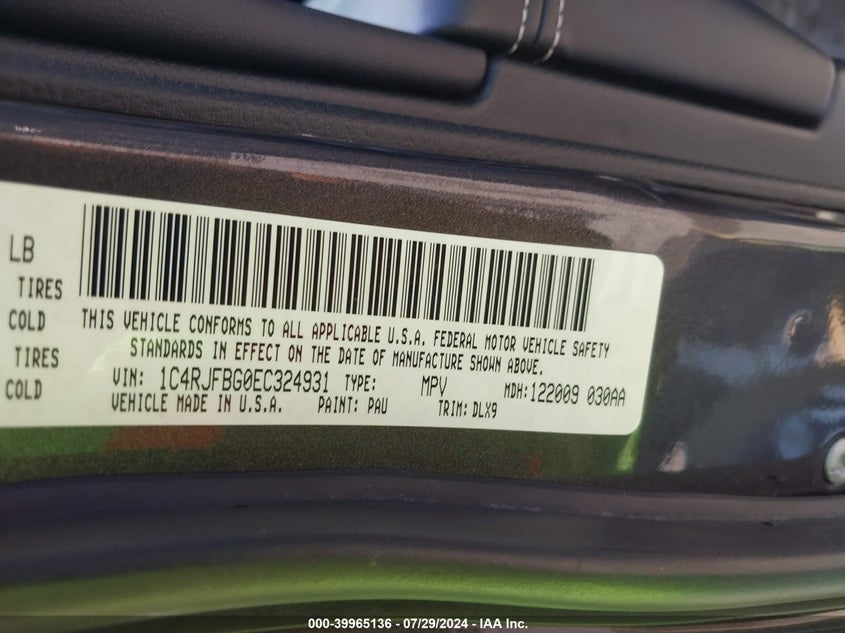 LB
TIRES
COLD
TIRES
COLD
THIS VEHICLE CONFORMS TO ALL APPLICABLE U.S.A. FEDERAL MOTOR VEHICLE SAFETY
STANDARDS IN EFFECT ON THE DATE OF MANUFACTURE SHOWN ABOVE.
VIN: 1C4RJFBG0EC324931 TYPE: MPV MDH: 122009 030AA
VEHICLE MADE IN U.S.A. PAINT: PAU TRIM: DLX9
000-39965136 - 07/29/2024 - IAA Inc.